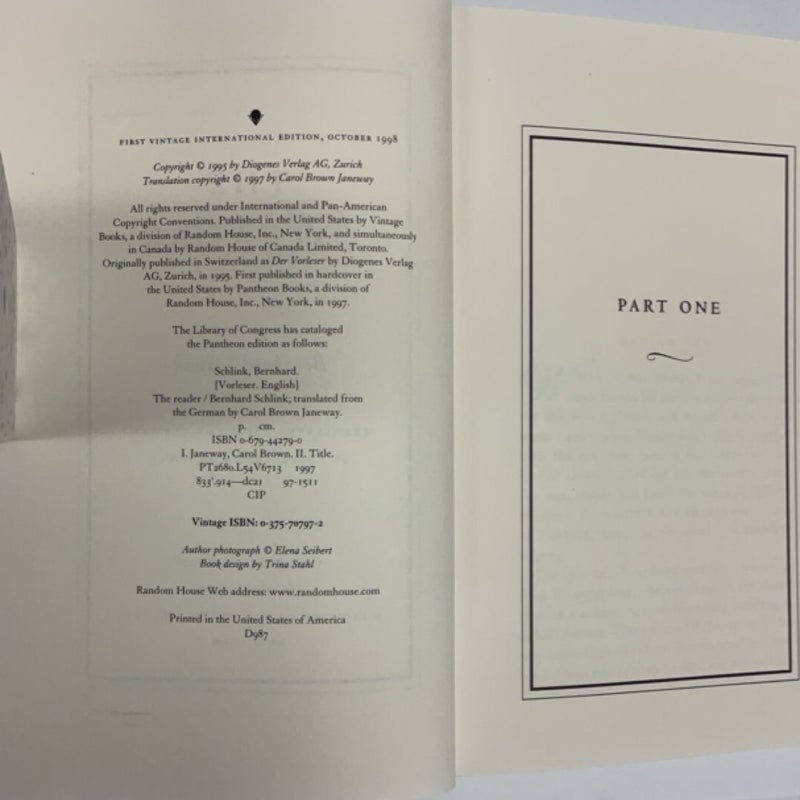 FIRST VINTAGE INTERNATIONAL EDITION, OCTOBER 1998
Copyright © 1995 by Diogenes Verlag AG, Zurich
Translation copyright © 1997 by Carol Brown Janeway
All rights reserved under International and Pan-American
Copyright Conventions. Published in the United States by Vintage
Books, a division of Random House, Inc., New York, and simultaneously
in Canada by Random House of Canada Limited, Toronto.
Originally published in Switzerland as Der Vorleser by Diogenes Verlag
AG, Zurich, in 1995. First published in hardcover in
the United States by Pantheon Books, a division of
Random House, Inc., New York, in 1997.
The Library of Congress has cataloged
the Pantheon edition as follows:
Schlink, Bernhard.
[Vorleser. English]
The reader / Bernhard Schlink; translated from
the German by Carol Brown Janeway.
p. cm.
ISBN 0-679-44279-0
I. Janeway, Carol Brown. II. Title.
PT2680.L54V6713 1997
833'.914—dc21 97-1511
CIP
Vintage ISBN: 0-375-70797-2
Author photograph © Elena Seibert
Book design by Trina Stahl
Random House Web address: www.randomhouse.com
Printed in the United States of America
D987
PART ONE